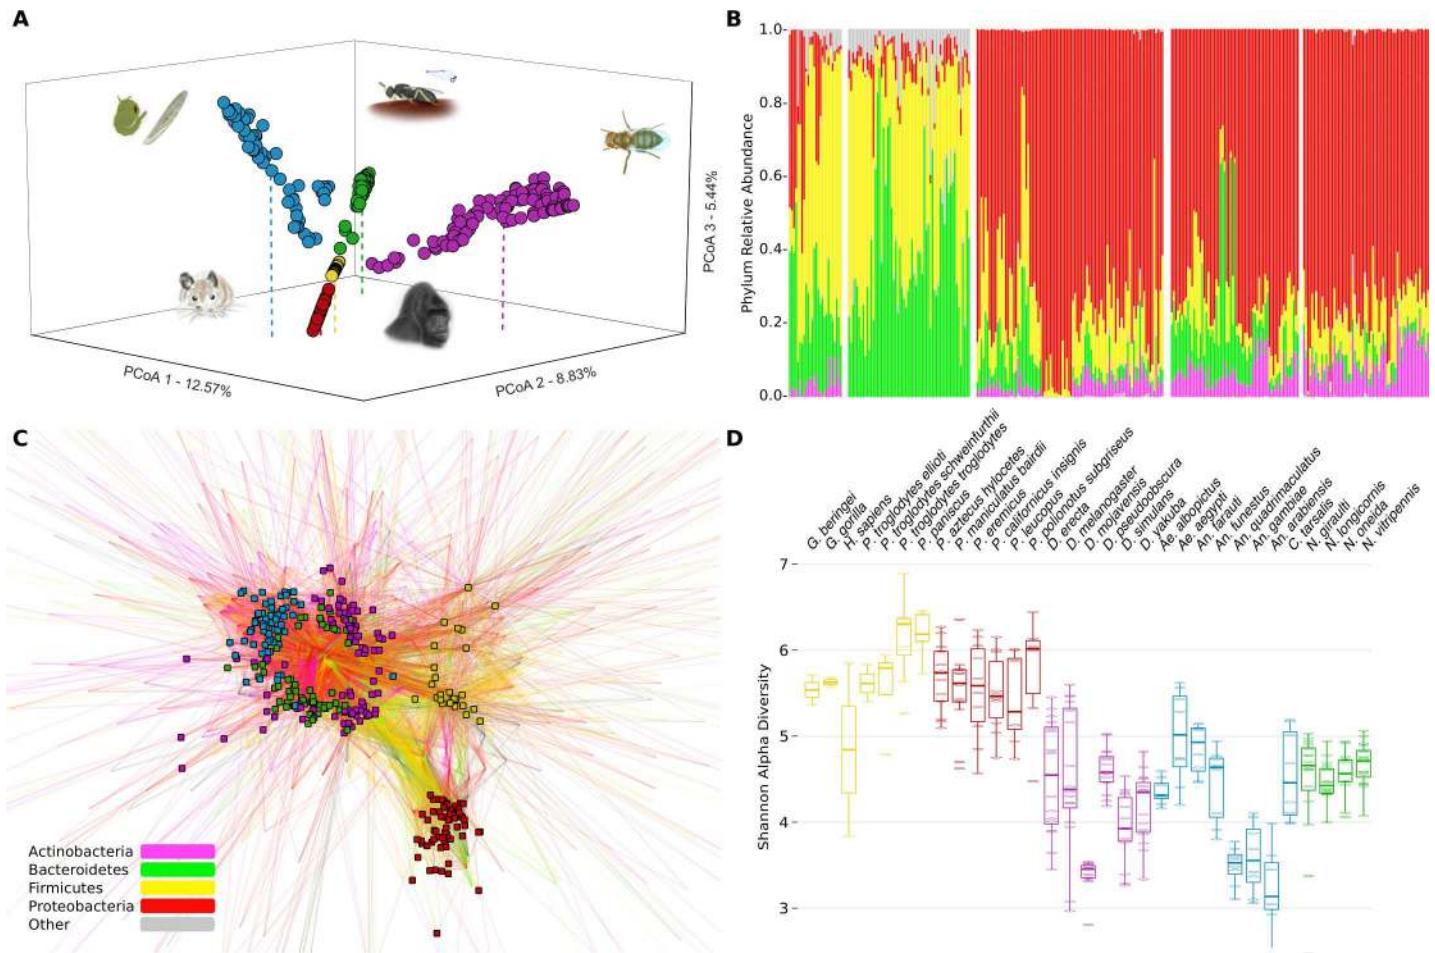 A
PCoA 1 - 12.57%
PCoA 2 - 8.83%
PCoA 3 - 5.44%
B
Phylum Relative Abundance
1.0
0.8
0.6
0.4
0.2
0.0
C
Actinobacteria
Bacteroidetes
Firmicutes
Proteobacteria
Other
D
G. beringei
G. gorilla
H. sapiens
P. troglodytes ellioti
P. troglodytes schweinfurthii
P. troglodytes troglodytes
P. paniscus
P. aztecus hylocetes
P. maniculatus bairdii
P. eremicus
P. californicus insignis
P. leucopus
P. polionotus subgriseus
D. erecta
D. melanogaster
D. mojavensis
D. pseudoobscura
D. simulans
D. yakuba
Ae. albopictus
Ae. aegypti
An. farauti
An. funestus
An. quadrimaculatus
An. gambiae
An. arabiensis
C. tarsalis
N. giraulti
N. longicornis
N. oneida
N. vitripennis
Shannon Alpha Diversity
7
6
5
4
3